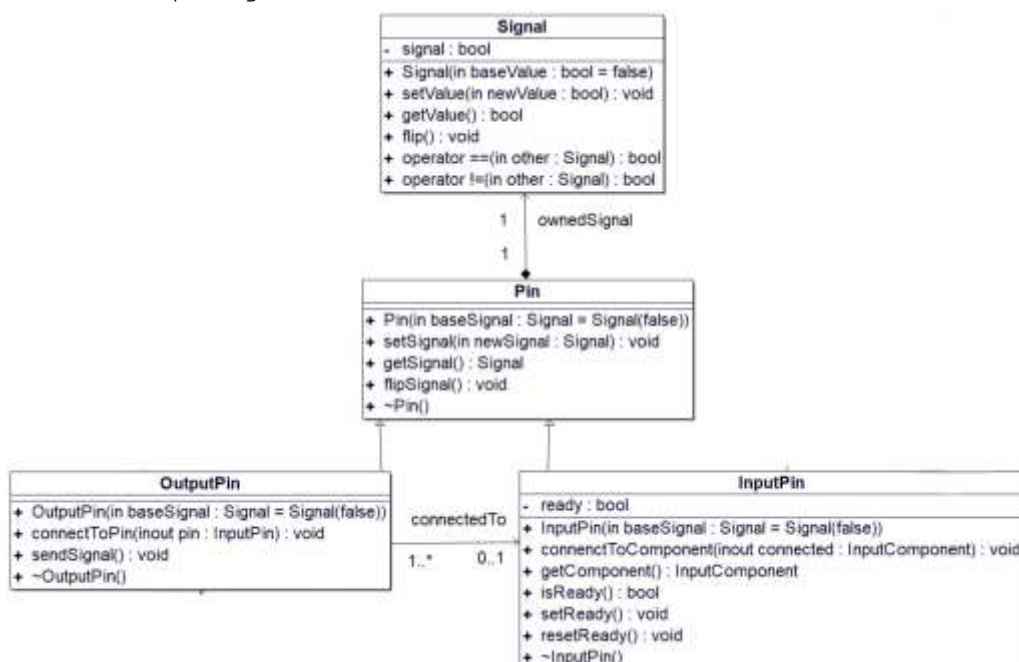 Signal
- signal : bool
+ Signal(in baseValue : bool = false)
+ setValue(in newValue : bool) : void
+ getValue() : bool
+ flip() : void
+ operator ==(in other : Signal) : bool
+ operator !=(in other : Signal) : bool
1 ownedSignal
1
Pin
+ Pin(in baseSignal : Signal = Signal(false))
+ setSignal(in newSignal : Signal) : void
+ getSignal() : Signal
+ flipSignal() : void
+ ~Pin()
OutputPin
+ OutputPin(in baseSignal : Signal = Signal(false))
+ connectToPin(inout pin : InputPin) : void
+ sendSignal() : void
+ ~OutputPin()
connectedTo
1..* 0..1
InputPin
- ready : bool
+ InputPin(in baseSignal : Signal = Signal(false))
+ connenctToComponent(inout connected : InputComponent) : void
+ getComponent() : InputComponent
+ isReady() : bool
+ setReady() : void
+ resetReady() : void
+ ~InputPin()